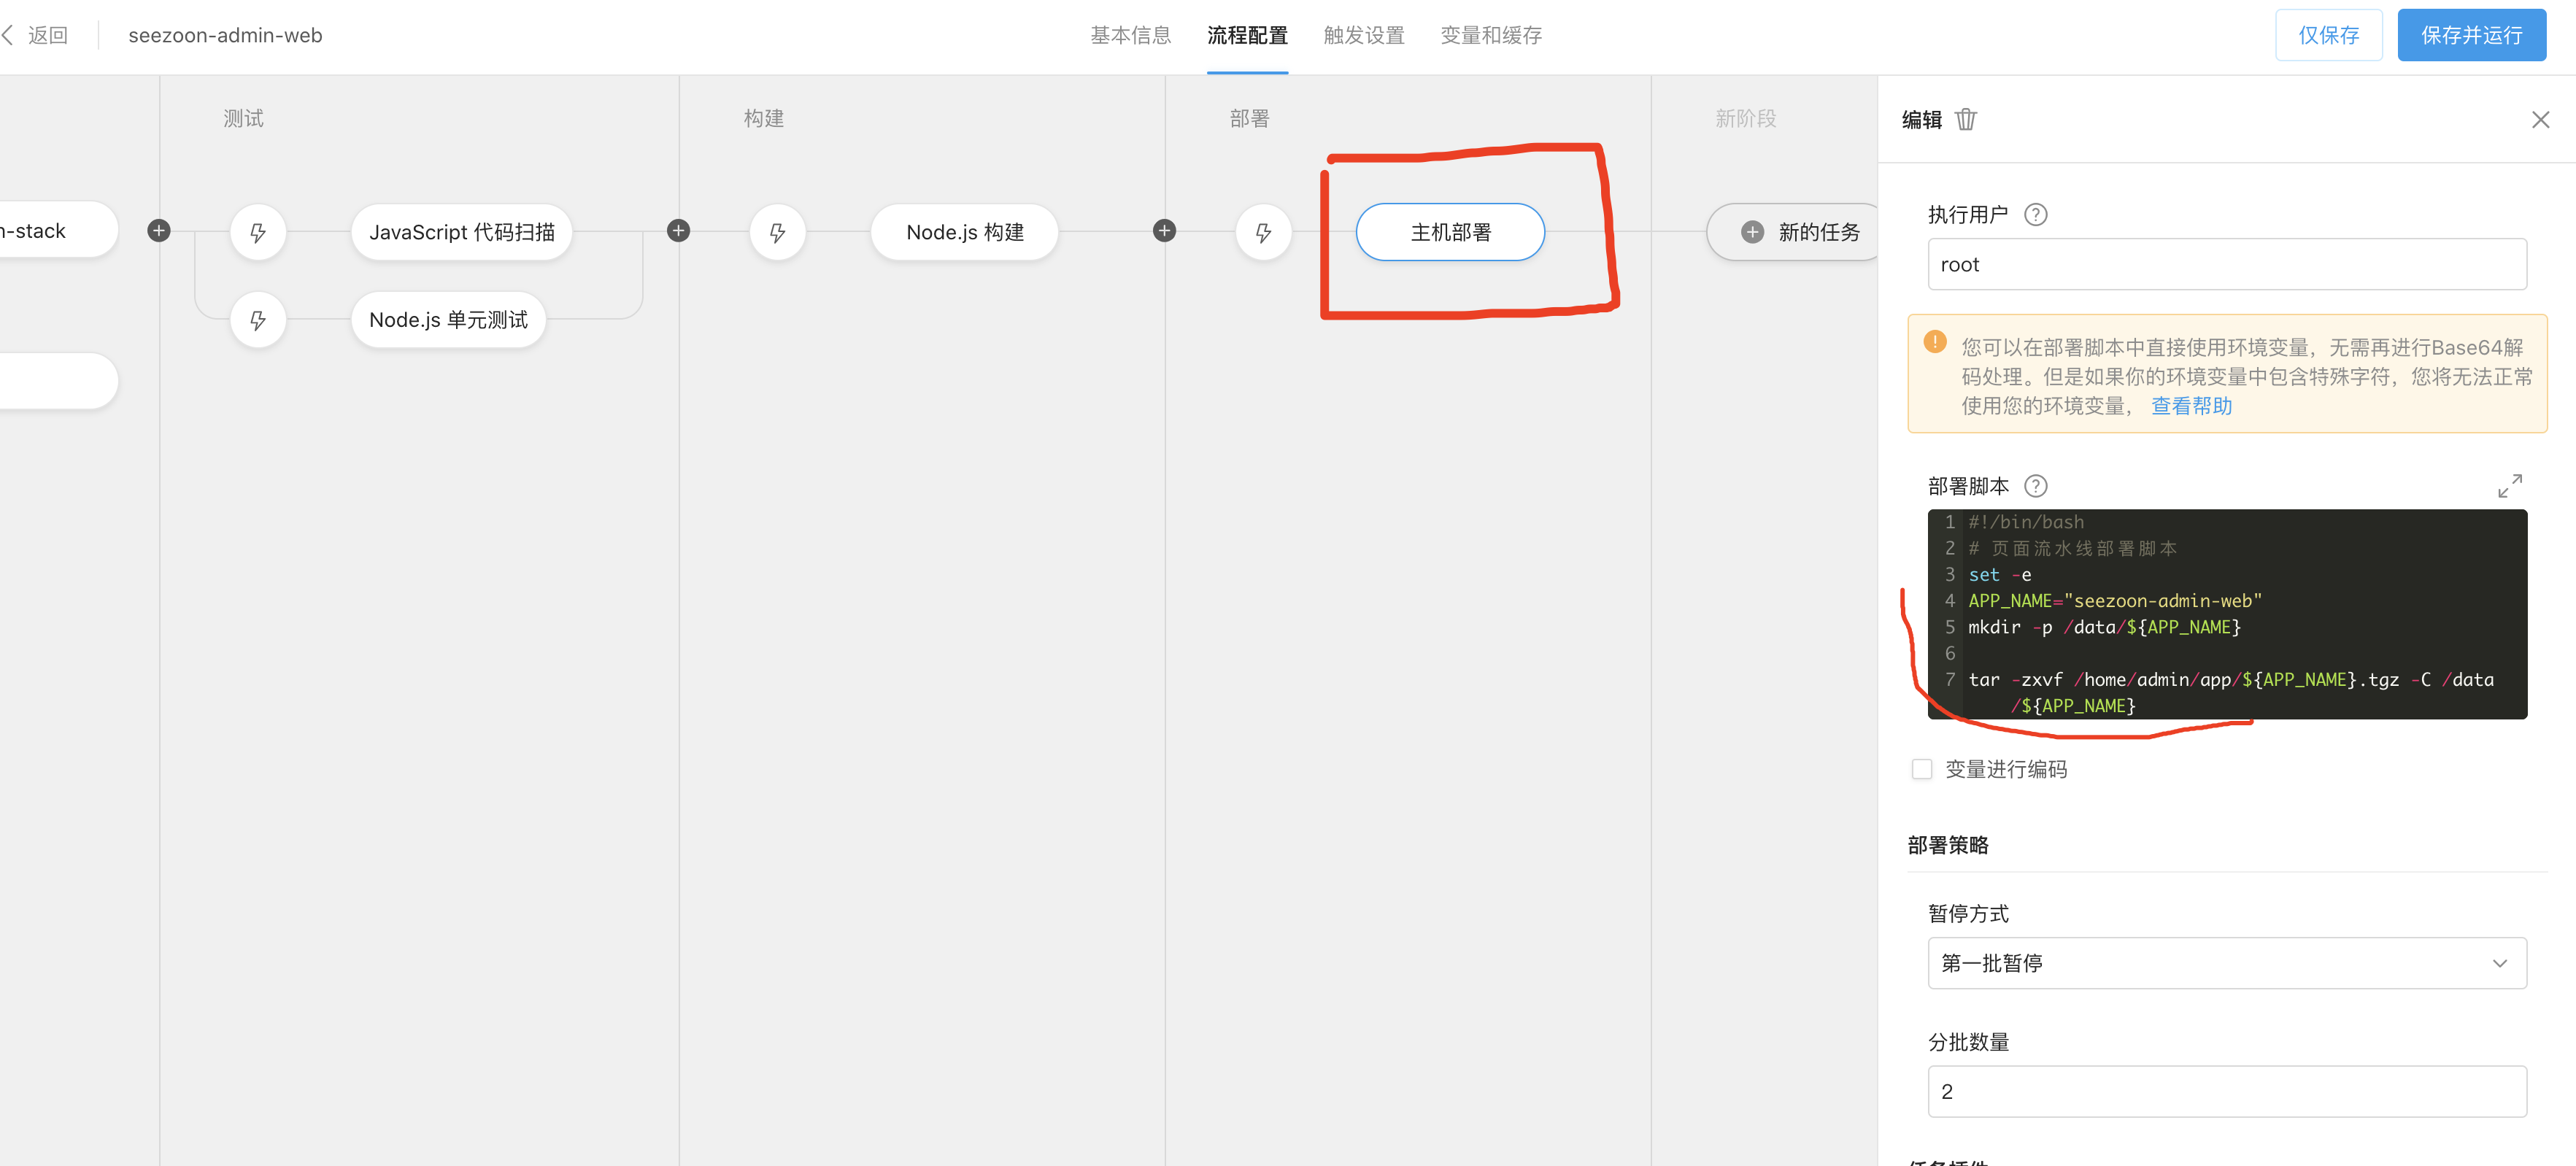 返回
seezoon-admin-web
基本信息
流程配置
触发设置
变量和缓存
仅保存
保存并运行
测试
构建
部署
新阶段
n-stack
JavaScript 代码扫描
Node.js 构建
主机部署
新的任务
Node.js 单元测试
编辑
执行用户
root
您可以在部署脚本中直接使用环境变量，无需再进行Base64解
码处理。但是如果你的环境变量中包含特殊字符，您将无法正常
使用您的环境变量， 查看帮助
部署脚本
1 #!/bin/bash
2 # 页面流水线部署脚本
3 set -e
4 APP_NAME="seezoon-admin-web"
5 mkdir -p /data/${APP_NAME}
6
7 tar -zxvf /home/admin/app/${APP_NAME}.tgz -C /data
/${APP_NAME}
变量进行编码
部署策略
暂停方式
第一批暂停
分批数量
2
任务插件